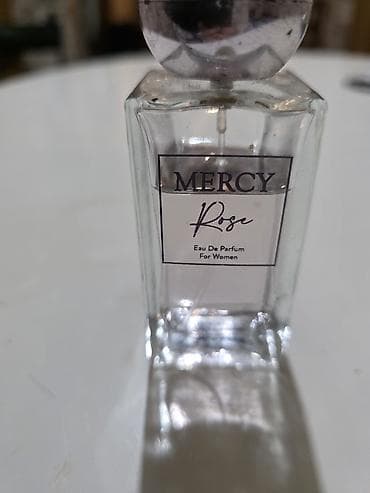 MERCY
Rose
Eau De Parfum
For Women